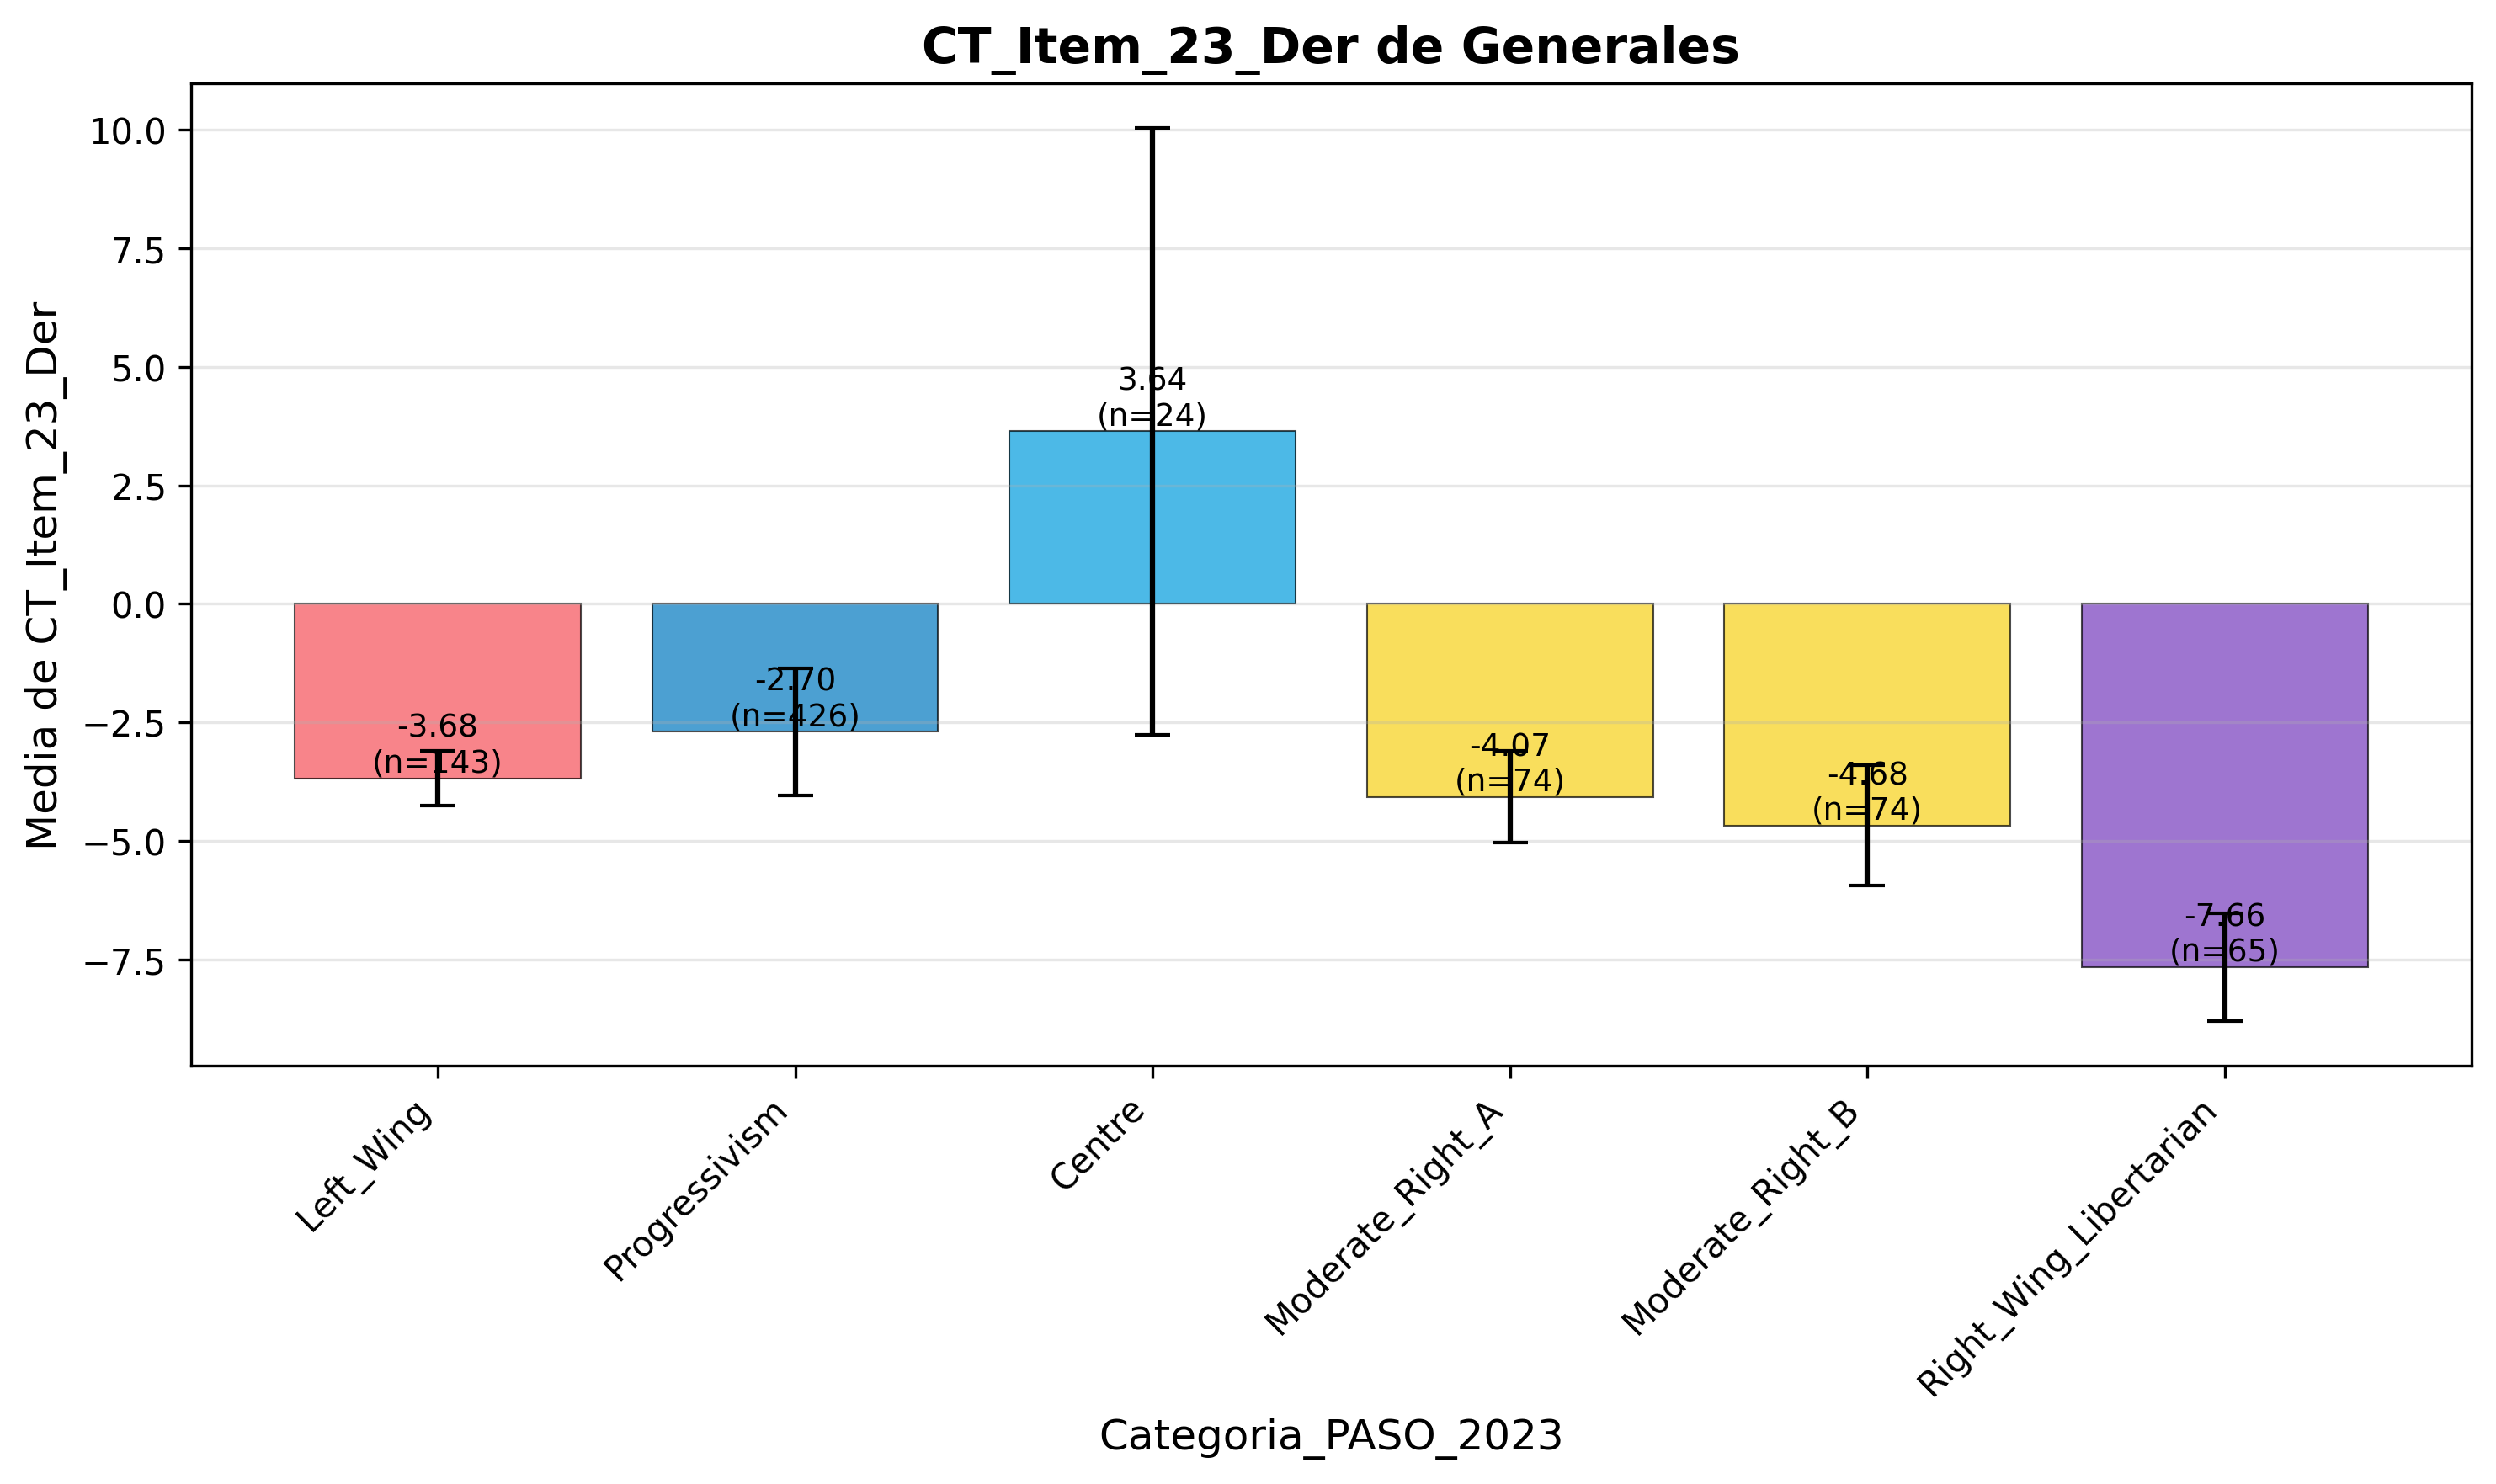 CT_Item_23_Der de Generales
Media de CT_Item_23_Der
10.0
7.5
5.0
2.5
0.0
−2.5
−5.0
−7.5
-3.68
(n=143)
-2.70
(n=426)
3.64
(n=24)
-4.07
(n=74)
-4.68
(n=74)
-7.66
(n=65)
Left_Wing
Progressivism
Centre
Moderate_Right_A
Moderate_Right_B
Right_Wing_Libertarian
Categoria_PASO_2023